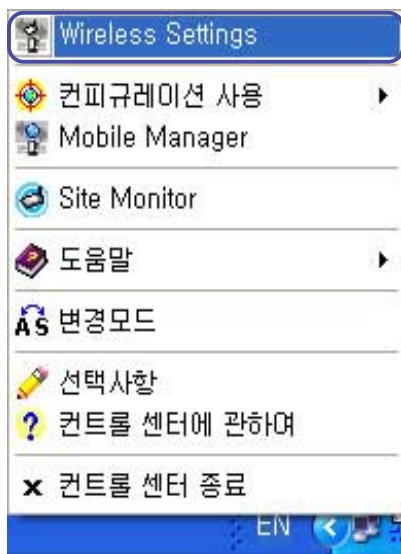 Wireless Settings
컨피규레이션 사용
Mobile Manager
Site Monitor
도움말
변경모드
선택사항
컨트롤 센터에 관하여
컨트롤 센터 종료
EN